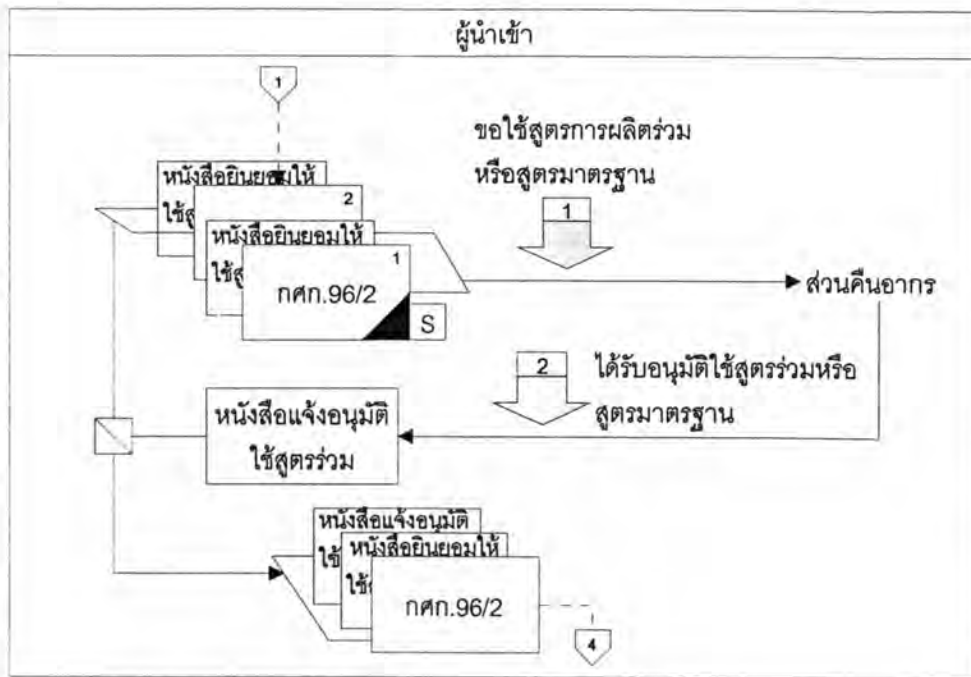 ผู้นำเข้า
1
ขอใช้สูตรการผลิตร่วม
หรือสูตรมาตรฐาน
1
หนังสือยินยอมให้
ใช้สู
2
หนังสือยินยอมให้
ใช้สู
1
กศก.96/2
S
ส่วนคืนอากร
2
ได้รับอนุมัติใช้สูตรร่วมหรือ
สูตรมาตรฐาน
หนังสือแจ้งอนุมัติ
ใช้สูตรร่วม
หนังสือแจ้งอนุมัติ
ใช้
หนังสือยินยอมให้
ใช้สู
กศก.96/2
4